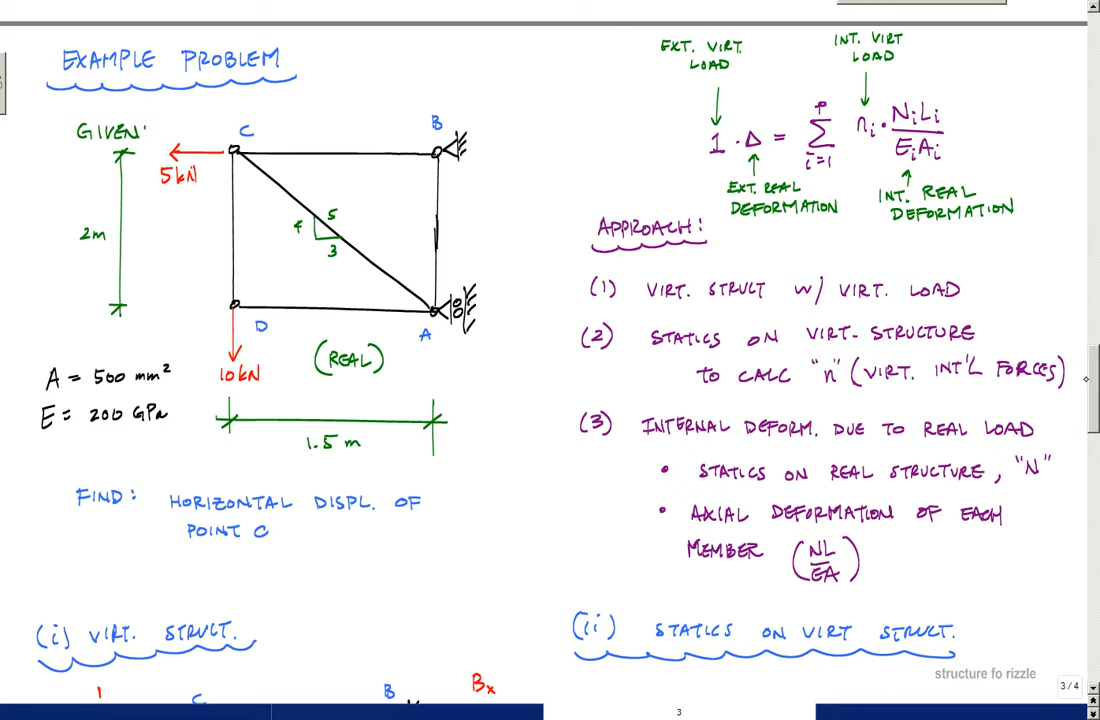 EXAMPLE PROBLEM
GIVEN:
C
B
5kN
2m
4
5
3
D
A
10kN
(REAL)
A = 500 mm²
E = 200 GPa
1.5 m
FIND: HORIZONTAL DISPL. OF
POINT C
(i) VIRT. STRUCT.
1
C
B
Bx
EXT. VIRT.
LOAD
INT. VIRT
LOAD
1 · Δ = Σ P i=1 ni · NiLi / EiAi
EXT. REAL
DEFORMATION
INT. REAL
DEFORMATION
APPROACH:
(1) VIRT. STRUCT W/ VIRT. LOAD
(2) STATICS ON VIRT. STRUCTURE
TO CALC "n" (VIRT. INT'L FORCES)
(3) INTERNAL DEFORM. DUE TO REAL LOAD
• STATICS ON REAL STRUCTURE, "N"
• AXIAL DEFORMATION OF EACH
MEMBER (NL/EA)
(ii) STATICS ON VIRT STRUCT.
structure fo rizzle
3/4
3